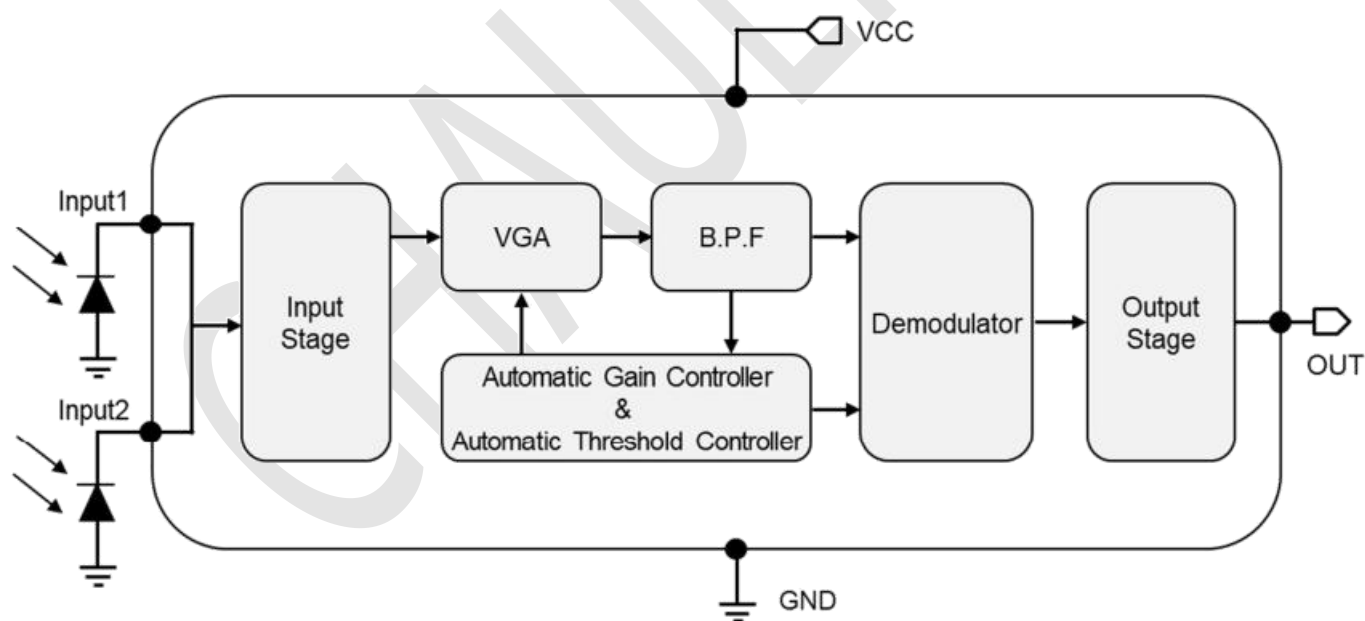 VCC
Input1
VGA
B.P.F
Input
Stage
Demodulator
Output
Stage
OUT
Automatic Gain Controller
&
Automatic Threshold Controller
Input2
GND